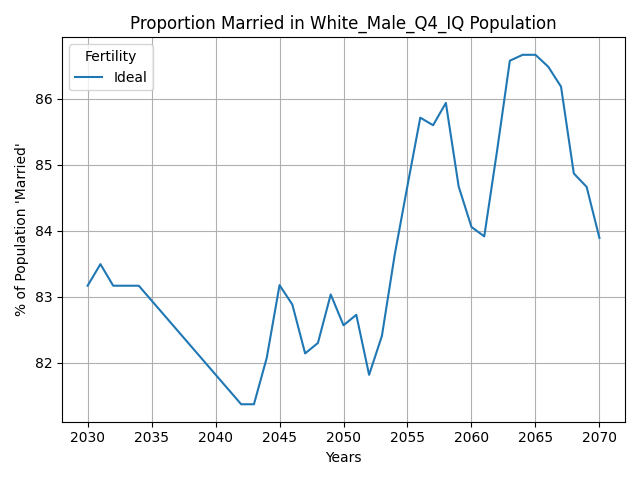 Proportion Married in White_Male_Q4_IQ Population
Fertility
Ideal
% of Population 'Married'
86
85
84
83
82
2030 2035 2040 2045 2050 2055 2060 2065 2070
Years